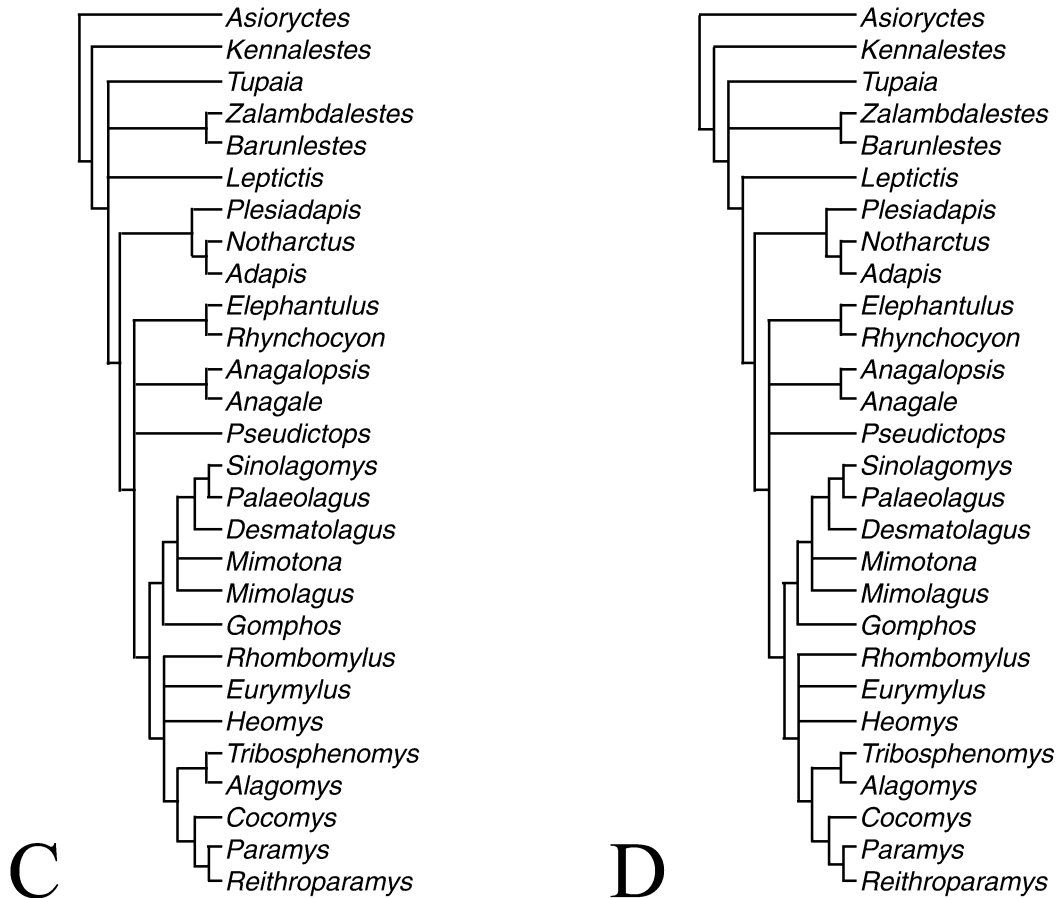 Asioryctes
Kennalestes
Tupaia
Zalambdalestes
Barunlestes
Leptictis
Plesiadapis
Notharctus
Adapis
Elephantulus
Rhynchocyon
Anagalopsis
Anagale
Pseudictops
Sinolagomys
Palaeolagus
Desmatolagus
Mimotona
Mimolagus
Gomphos
Rhombomylus
Eurymylus
Heomys
Tribosphenomys
Alagomys
Cocomys
Paramys
Reithroparamys
C
Asioryctes
Kennalestes
Tupaia
Zalambdalestes
Barunlestes
Leptictis
Plesiadapis
Notharctus
Adapis
Elephantulus
Rhynchocyon
Anagalopsis
Anagale
Pseudictops
Sinolagomys
Palaeolagus
Desmatolagus
Mimotona
Mimolagus
Gomphos
Rhombomylus
Eurymylus
Heomys
Tribosphenomys
Alagomys
Cocomys
Paramys
Reithroparamys
D